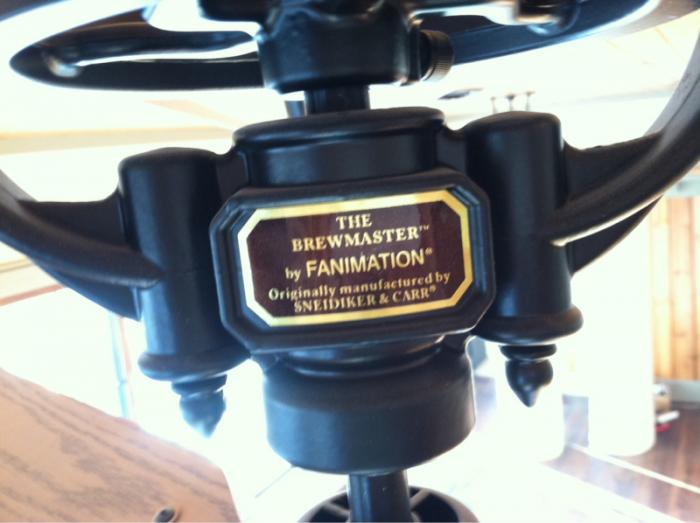 THE
BREWMASTER™
by FANIMATION®
Originally manufactured by
SNEIDIKER & CARR®